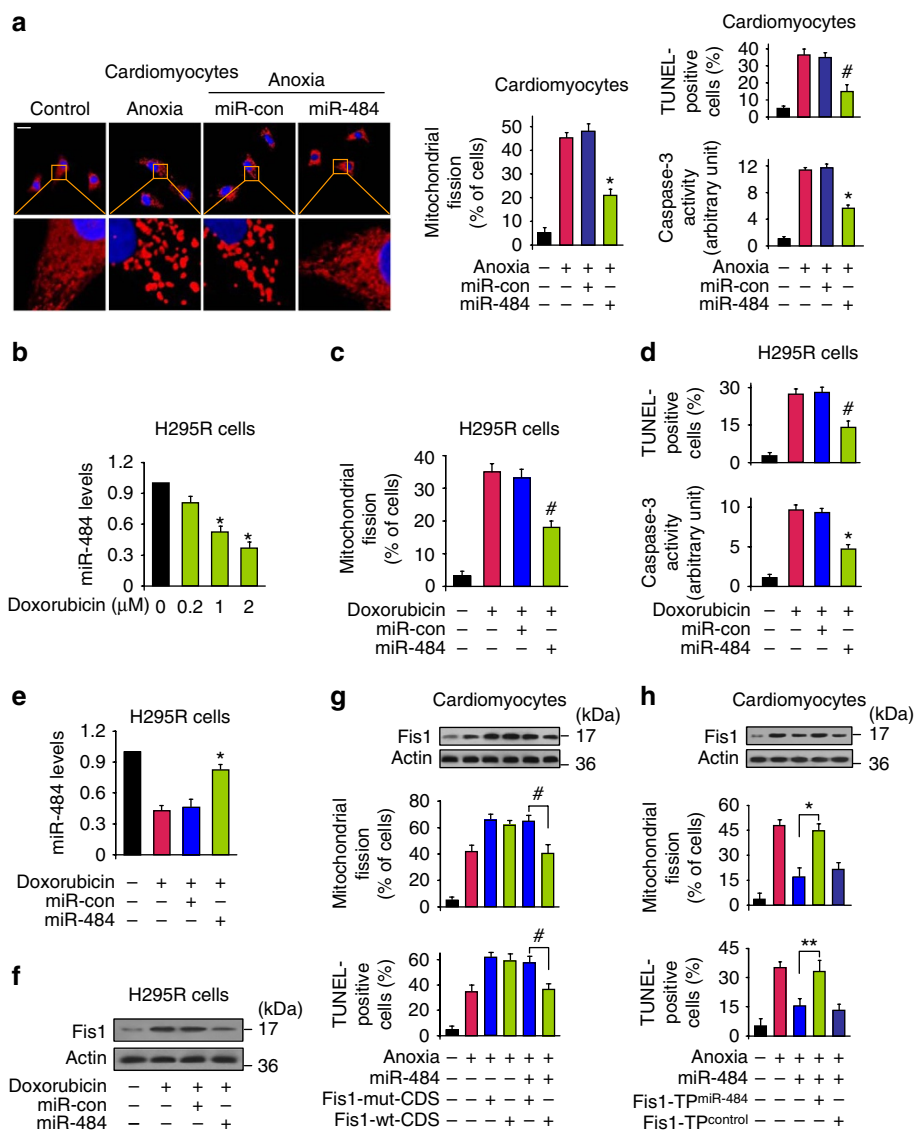 a
Cardiomyocytes
Anoxia
Control
Anoxia
miR-con
miR-484
Cardiomyocytes
Mitochondrial
fission
(% of cells)
50
40
30
20
10
0
*
Anoxia – + + +
miR-con – – + –
miR-484 – – – +
Cardiomyocytes
TUNEL-
positive
cells (%)
40
30
20
10
0
#
Caspase-3
activity
(arbitrary unit)
12
8
4
0
*
Anoxia – + + +
miR-con – – + –
miR-484 – – – +
b
H295R cells
miR-484 levels
1.2
0.9
0.6
0.3
0
* *
Doxorubicin (μM) 0 0.2 1 2
c
H295R cells
Mitochondrial
fission
(% of cells)
40
30
20
10
0
#
Doxorubicin – + + +
miR-con – – + –
miR-484 – – – +
d
H295R cells
TUNEL-
positive
cells (%)
30
15
0
#
Caspase-3
activity
(arbitrary unit)
10
5
0
*
Doxorubicin – + + +
miR-con – – + –
miR-484 – – – +
e
H295R cells
miR-484 levels
1.2
0.9
0.6
0.3
0
*
Doxorubicin – + + +
miR-con – – + –
miR-484 – – – +
f
H295R cells
(kDa)
Fis1 17
Actin 36
Doxorubicin – + + +
miR-con – – + –
miR-484 – – – +
g
Cardiomyocytes
(kDa)
Fis1 17
Actin 36
Mitochondrial
fission
(% of cells)
80
60
40
20
0
#
TUNEL-
positive
cells (%)
60
40
20
0
#
Anoxia – + + + + +
miR-484 – – – – + +
Fis1-mut-CDS – – + – + –
Fis1-wt-CDS – – – + – +
h
Cardiomyocytes
(kDa)
Fis1 17
Actin 36
Mitochondrial
fission
(% of cells)
60
45
30
15
0
*
TUNEL-
positive
cells (%)
45
30
15
0
**
Anoxia – + + + +
miR-484 – – + + +
Fis1-TPmiR-484 – – – + –
Fis1-TPcontrol – – – – +